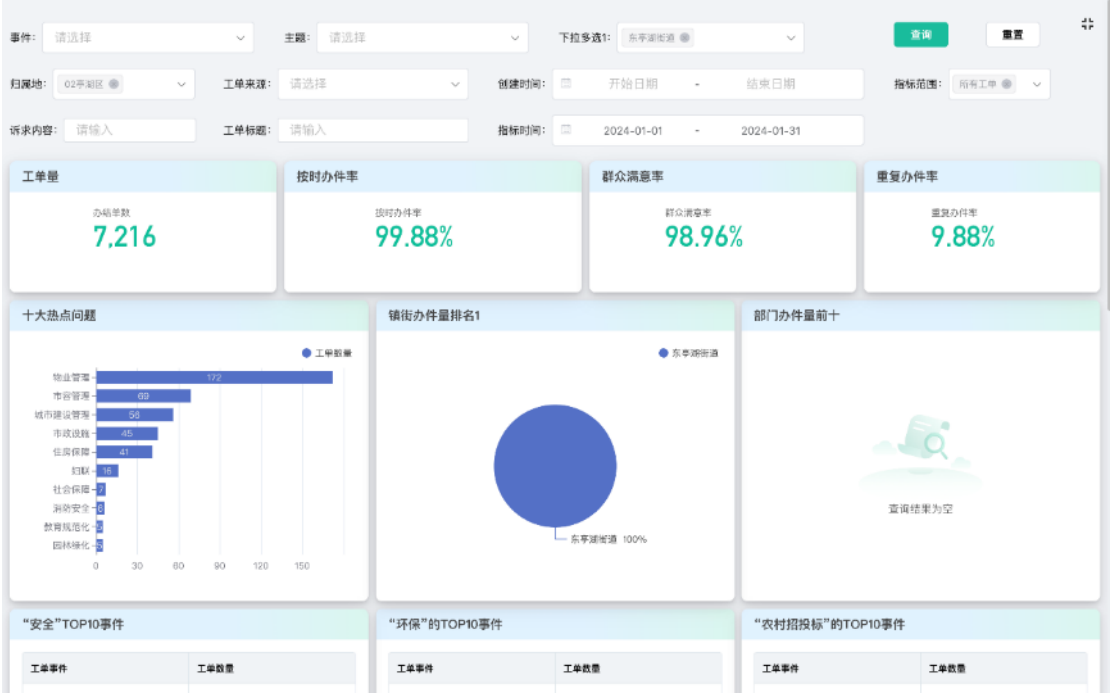 事件: 请选择 主题: 请选择 下拉多选1: 东亭湖街道 查询 重置
归属地: 02亭湖区 工单来源: 请选择 创建时间: 开始日期 - 结束日期 指标范围: 所有工单
诉求内容: 请输入 工单标题: 请输入 指标时间: 2024-01-01 - 2024-01-31
工单量 按时办件率 群众满意率 重复办件率
办结单数 按时办件率 群众满意率 重复办件率
7,216 99.88% 98.96% 9.88%
十大热点问题 镇街办件量排名1 部门办件量前十
工单数量 东亭湖街道
物业管理 172
市容管理 69
城市建设管理 56
市政设施 45
住房保障 41
妇联 16
社会保障 7
消防安全 6
教育规范化 5
园林绿化 5
0 30 60 90 120 150
东亭湖街道 100%
查询结果为空
“安全”TOP10事件 “环保”的TOP10事件 “农村招投标”的TOP10事件
工单事件 工单数量 工单事件 工单数量 工单事件 工单数量